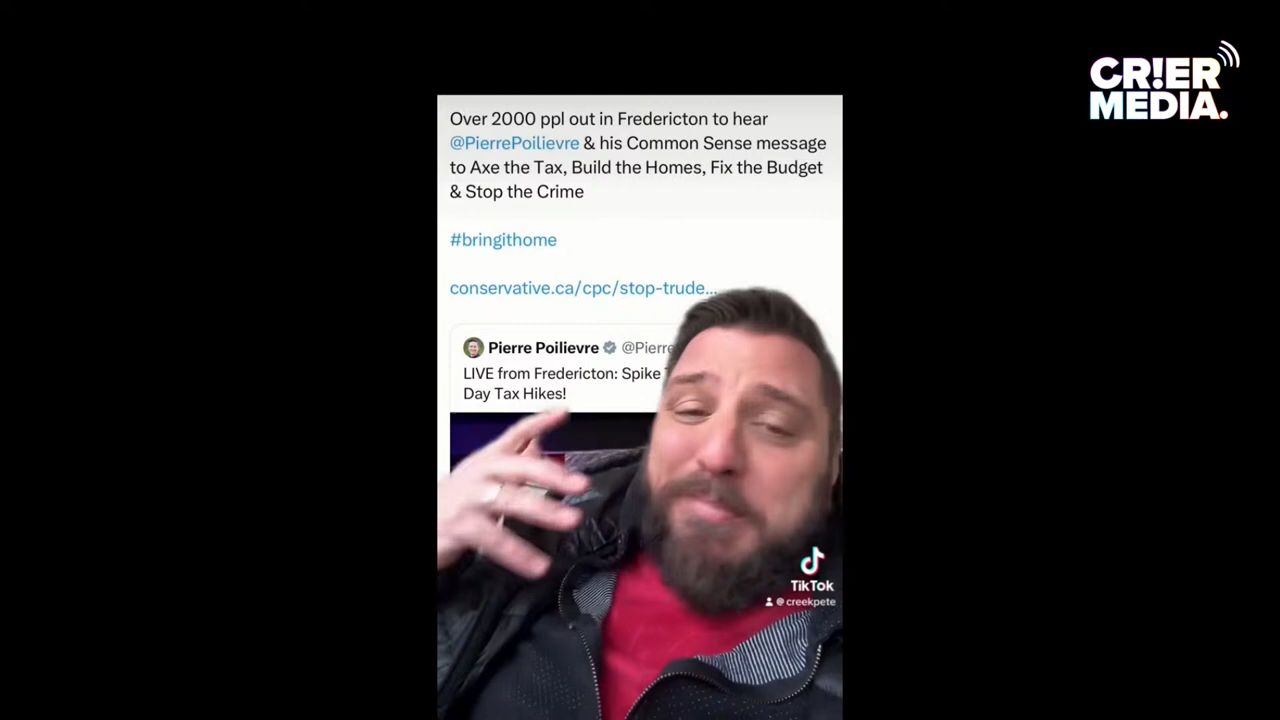 CR!ER
MEDIA.
Over 2000 ppl out in Fredericton to hear
@PierrePoilievre & his Common Sense message
to Axe the Tax, Build the Homes, Fix the Budget
& Stop the Crime
#bringithome
conservative.ca/cpc/stop-trude...
Pierre Poilievre @Pierre
LIVE from Fredericton: Spike
Day Tax Hikes!
TikTok
@creekpete